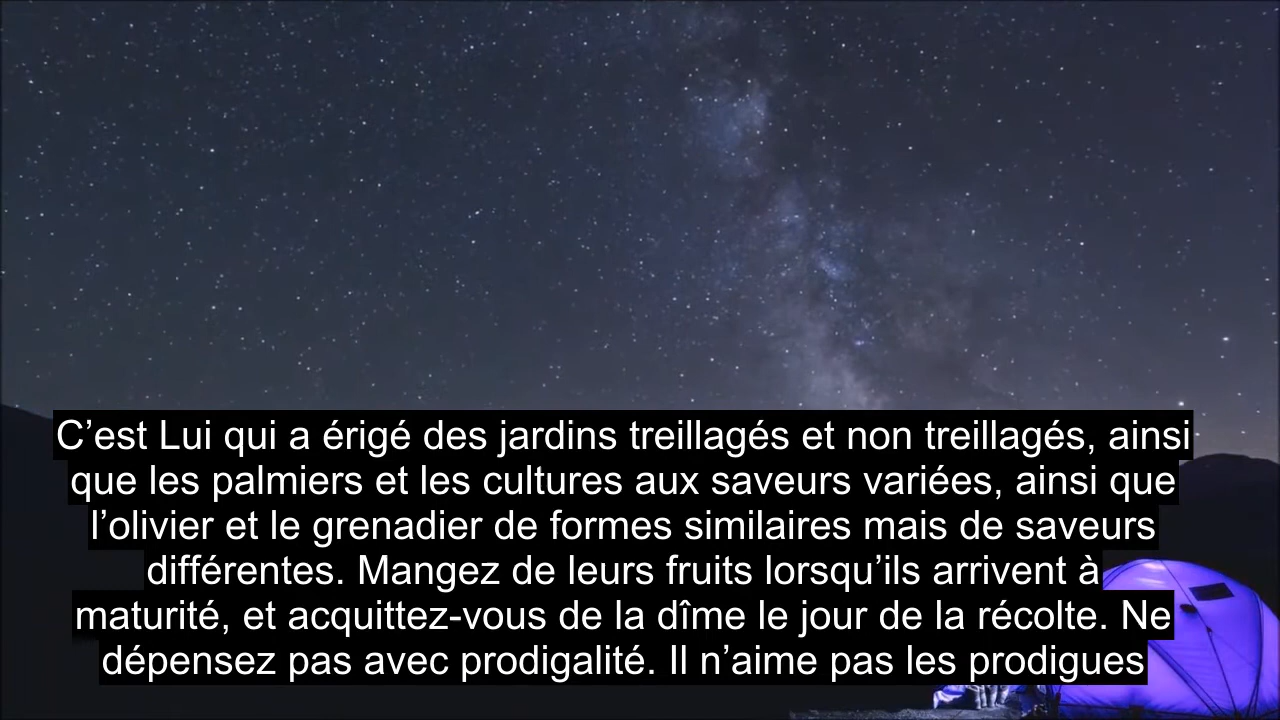 C’est Lui qui a érigé des jardins treillagés et non treillagés, ainsi
que les palmiers et les cultures aux saveurs variées, ainsi que
l’olivier et le grenadier de formes similaires mais de saveurs
différentes. Mangez de leurs fruits lorsqu’ils arrivent à
maturité, et acquittez-vous de la dîme le jour de la récolte. Ne
dépensez pas avec prodigalité. Il n’aime pas les prodigues